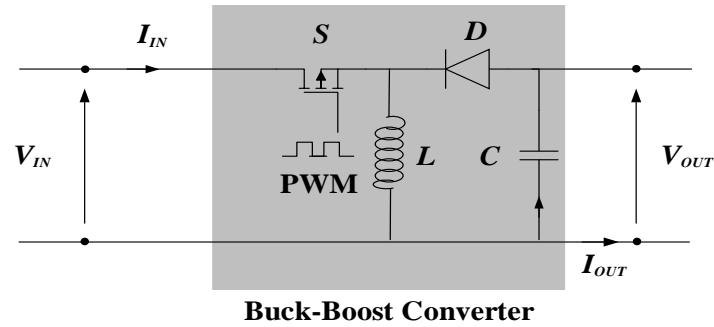 I_IN
S
D
V_IN
PWM
L
C
V_OUT
I_OUT
Buck-Boost Converter